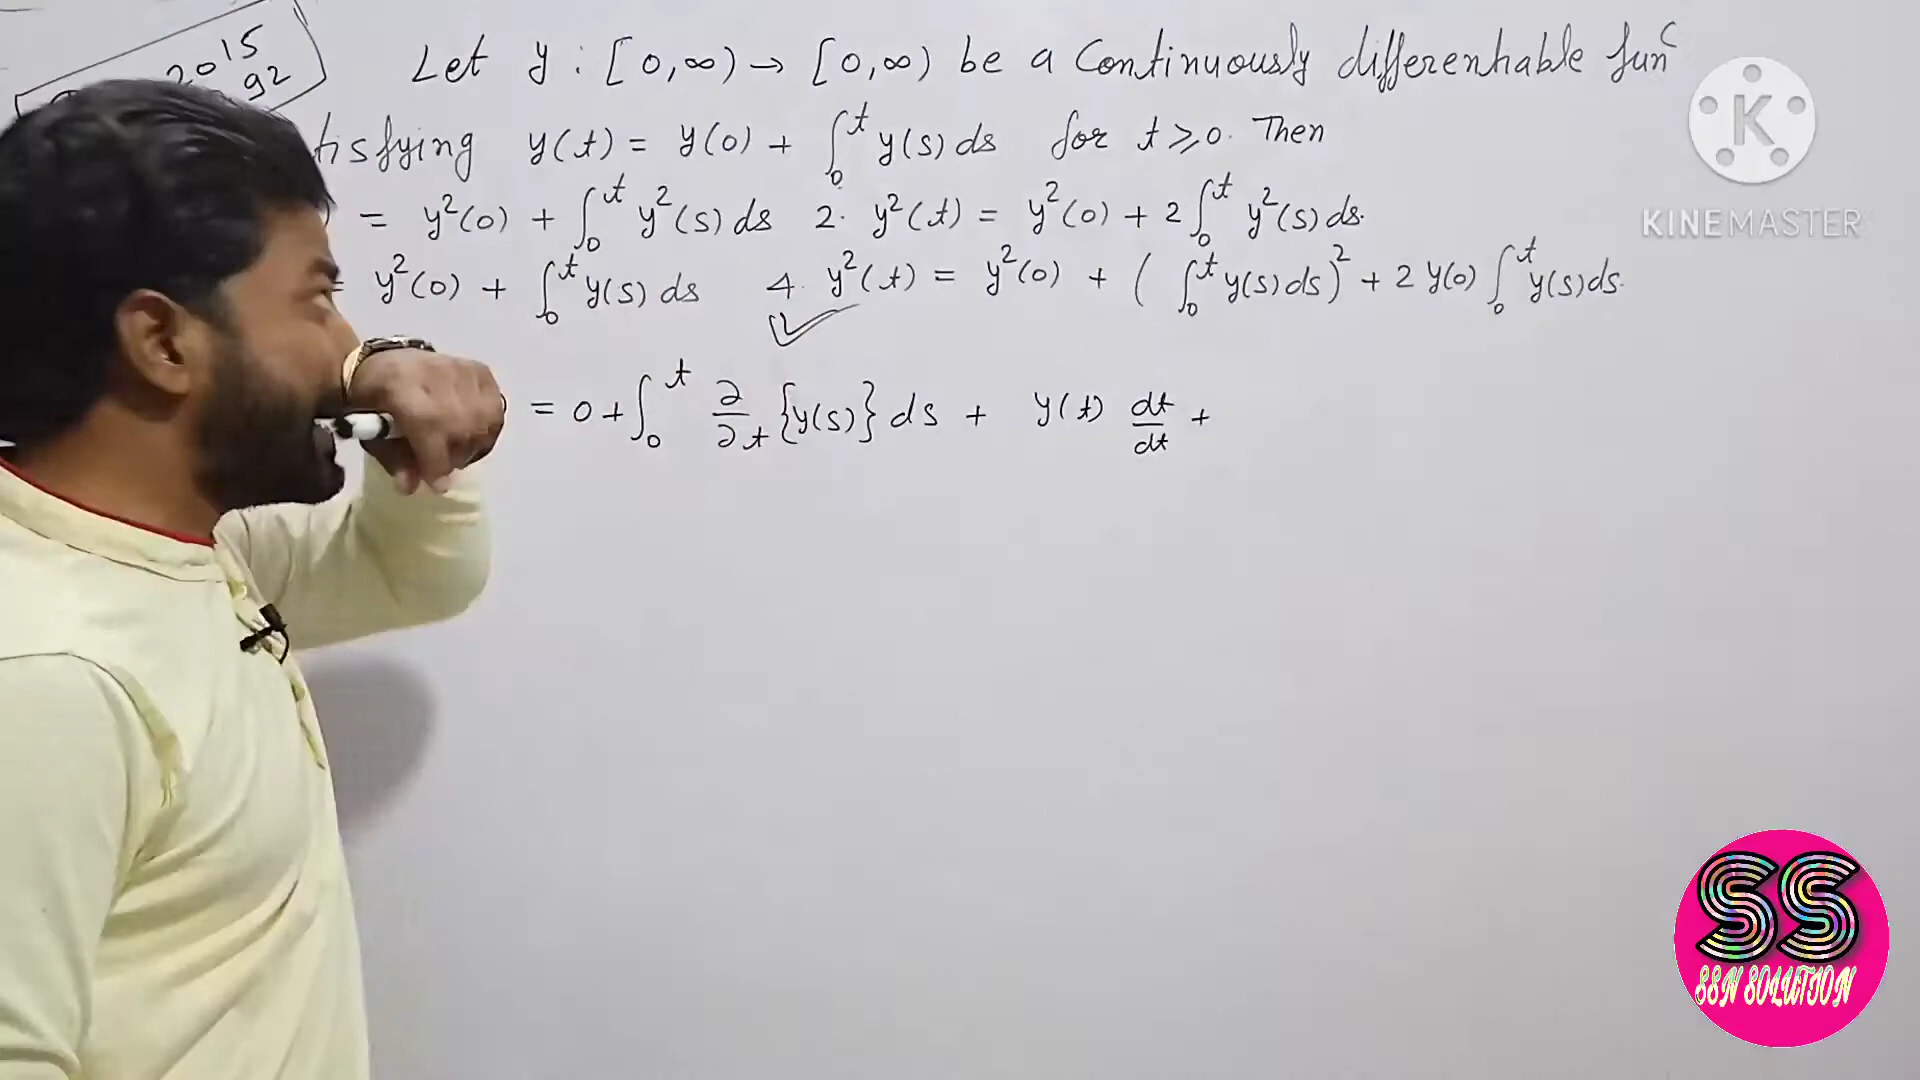 2015
92
Let y : [0,∞) → [0,∞) be a Continuously differentiable funᶜ
tisfying y(t) = y(0) + ∫₀ᵗ y(s) ds for t ≥ 0. Then
= y²(0) + ∫₀ᵗ y²(s) ds 2. y²(t) = y²(0) + 2∫₀ᵗ y²(s) ds.
= y²(0) + ∫₀ᵗ y(s) ds 4. y²(t) = y²(0) + (∫₀ᵗ y(s) ds)² + 2 y(0) ∫₀ᵗ y(s) ds.
= 0 + ∫₀ᵗ ∂/∂t {y(s)} ds + y(t) dt/dt +
K
KINEMASTER
SS
SSN SOLUTION